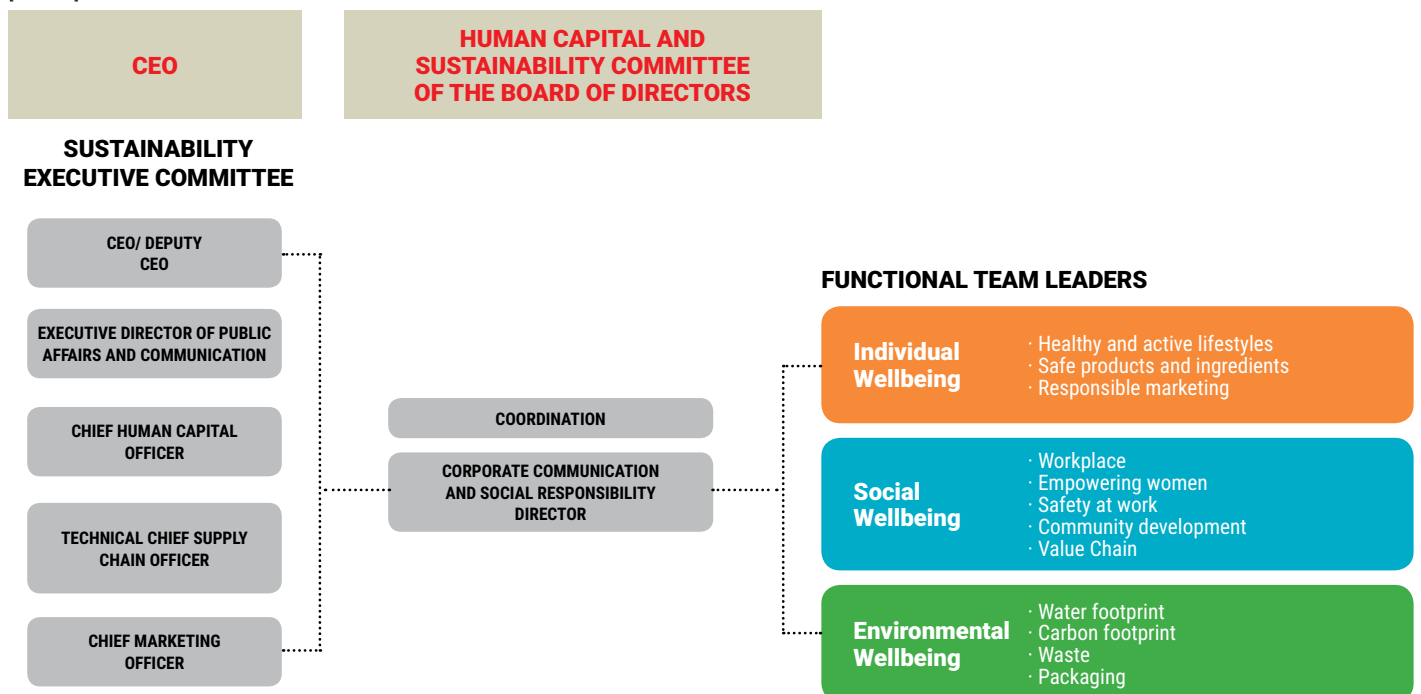 CEO
HUMAN CAPITAL AND
SUSTAINABILITY COMMITTEE
OF THE BOARD OF DIRECTORS
SUSTAINABILITY
EXECUTIVE COMMITTEE
CEO/ DEPUTY
CEO
EXECUTIVE DIRECTOR OF PUBLIC
AFFAIRS AND COMMUNICATION
CHIEF HUMAN CAPITAL
OFFICER
TECHNICAL CHIEF SUPPLY
CHAIN OFFICER
CHIEF MARKETING
OFFICER
COORDINATION
CORPORATE COMMUNICATION
AND SOCIAL RESPONSIBILITY
DIRECTOR
FUNCTIONAL TEAM LEADERS
Individual
Wellbeing
· Healthy and active lifestyles
· Safe products and ingredients
· Responsible marketing
Social
Wellbeing
· Workplace
· Empowering women
· Safety at work
· Community development
· Value Chain
Environmental
Wellbeing
· Water footprint
· Carbon footprint
· Waste
· Packaging